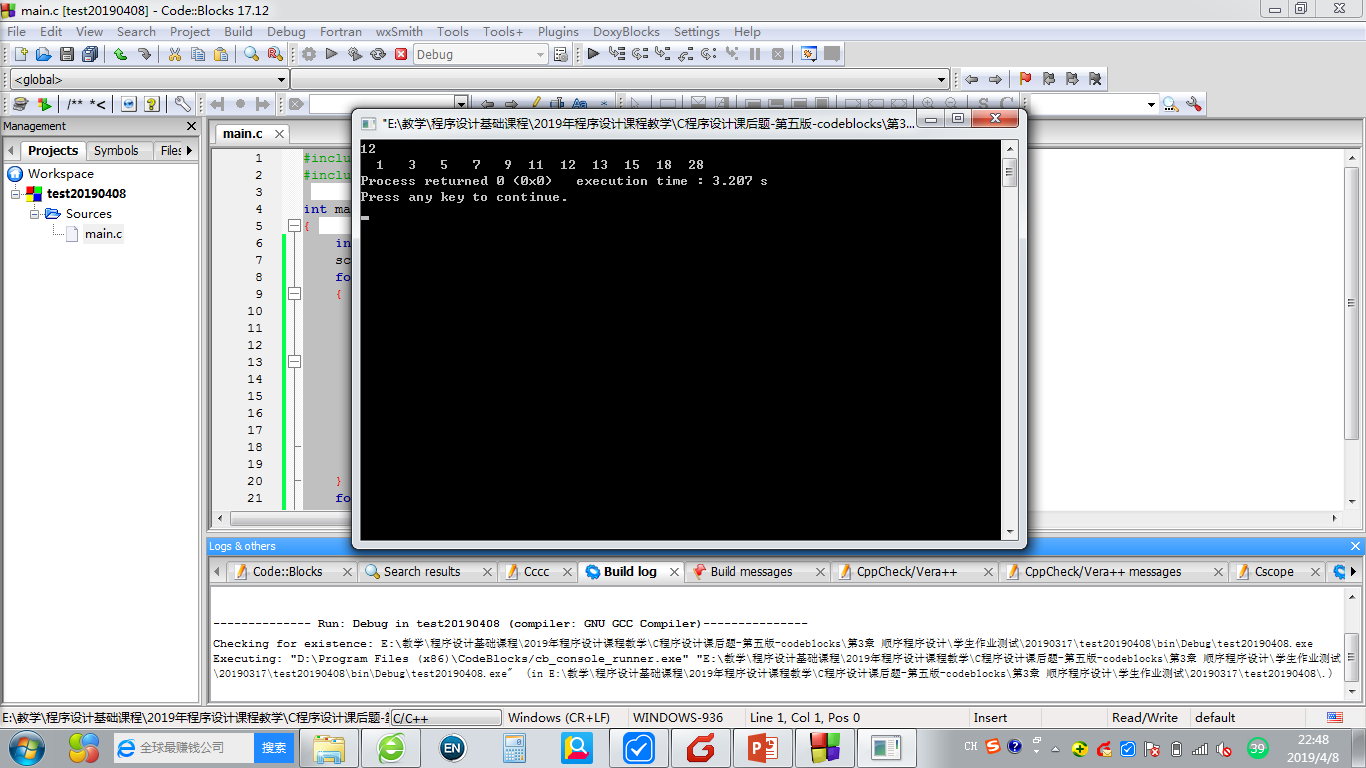 main.c [test20190408] - Code::Blocks 17.12
File Edit View Search Project Build Debug Fortran wxSmith Tools Tools+ Plugins DoxyBlocks Settings Help
Debug
<global>
/** *<
Management
main.c
Projects Symbols Files
Workspace
test20190408
Sources
main.c
1 #inclu
2 #inclu
3
4 int ma
5 {
6 in
7 sc
8 fo
9 {
10
11
12
13
14
15
16
17
18
19
20 }
21 fo
"E:\教学\程序设计基础课程\2019年程序设计课程教学\C程序设计课后题-第五版-codeblocks\第3...
12
1 3 5 7 9 11 12 13 15 18 28
Process returned 0 (0x0) execution time : 3.207 s
Press any key to continue.
Logs & others
Code::Blocks Search results Cccc Build log Build messages CppCheck/Vera++ CppCheck/Vera++ messages Cscope
-------------- Run: Debug in test20190408 (compiler: GNU GCC Compiler)---------------
Checking for existence: E:\教学\程序设计基础课程\2019年程序设计课程教学\C程序设计课后题-第五版-codeblocks\第3章 顺序程序设计\学生作业测试\20190317\test20190408\bin\Debug\test20190408.exe
Executing: "D:\Program Files (x86)\CodeBlocks/cb_console_runner.exe" "E:\教学\程序设计基础课程\2019年程序设计课程教学\C程序设计课后题-第五版-codeblocks\第3章 顺序程序设计\学生作业测试
\20190317\test20190408\bin\Debug\test20190408.exe" (in E:\教学\程序设计基础课程\2019年程序设计课程教学\C程序设计课后题-第五版-codeblocks\第3章 顺序程序设计\学生作业测试\20190317\test20190408\.)
E:\教学\程序设计基础课程\2019年程序设计课程教学\C程序设计课后题-第 C/C++ Windows (CR+LF) WINDOWS-936 Line 1, Col 1, Pos 0 Insert Read/Write default
全球最赚钱公司 搜索 EN CH 39 22:48
2019/4/8